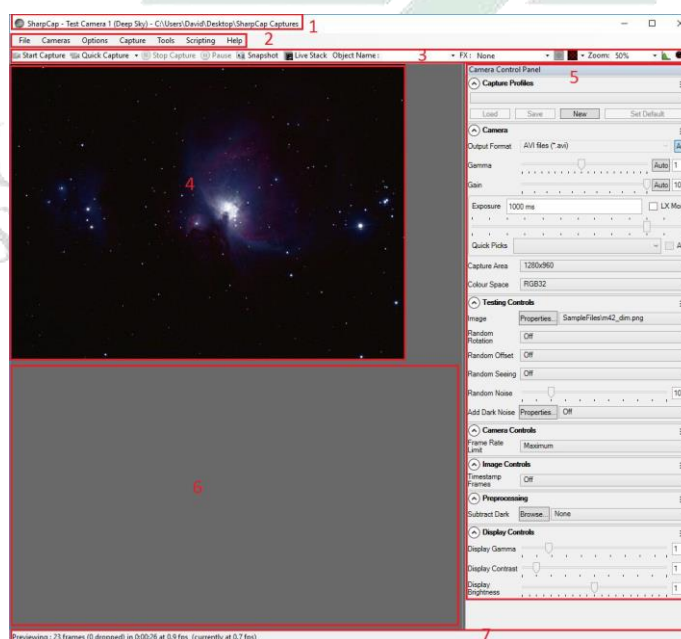 SharpCap - Test Camera 1 (Deep Sky) - C:\Users\David\Desktop\SharpCap Captures 1
File Cameras Options Capture Tools Scripting Help 2
Start Capture Quick Capture Stop Capture Pause Snapshot Live Stack Object Name: 3 FX: None Zoom: 50%
Camera Control Panel 5
Capture Profiles
Load Save New Set Default
Camera
Output Format AVI files (*.avi)
Gamma Auto 1
Gain Auto 10
4
Exposure 1000 ms LX Mo
Quick Picks A
Capture Area 1280x960
Colour Space RGB32
Testing Controls
Image Properties... SampleFiles\m42_dim.png
Random Rotation Off
Random Offset Off
Random Seeing Off
Random Noise 10
Add Dark Noise Properties... Off
Camera Controls
Frame Rate Limit Maximum
Image Controls
Timestamp Frames Off
6
Preprocessing
Subtract Dark Browse... None
Display Controls
Display Gamma 1
Display Contrast 1
Display Brightness 1
Previewing : 23 frames (0 dropped) in 0:00:26 at 0.9 fps (currently at 0.7 fps) 7